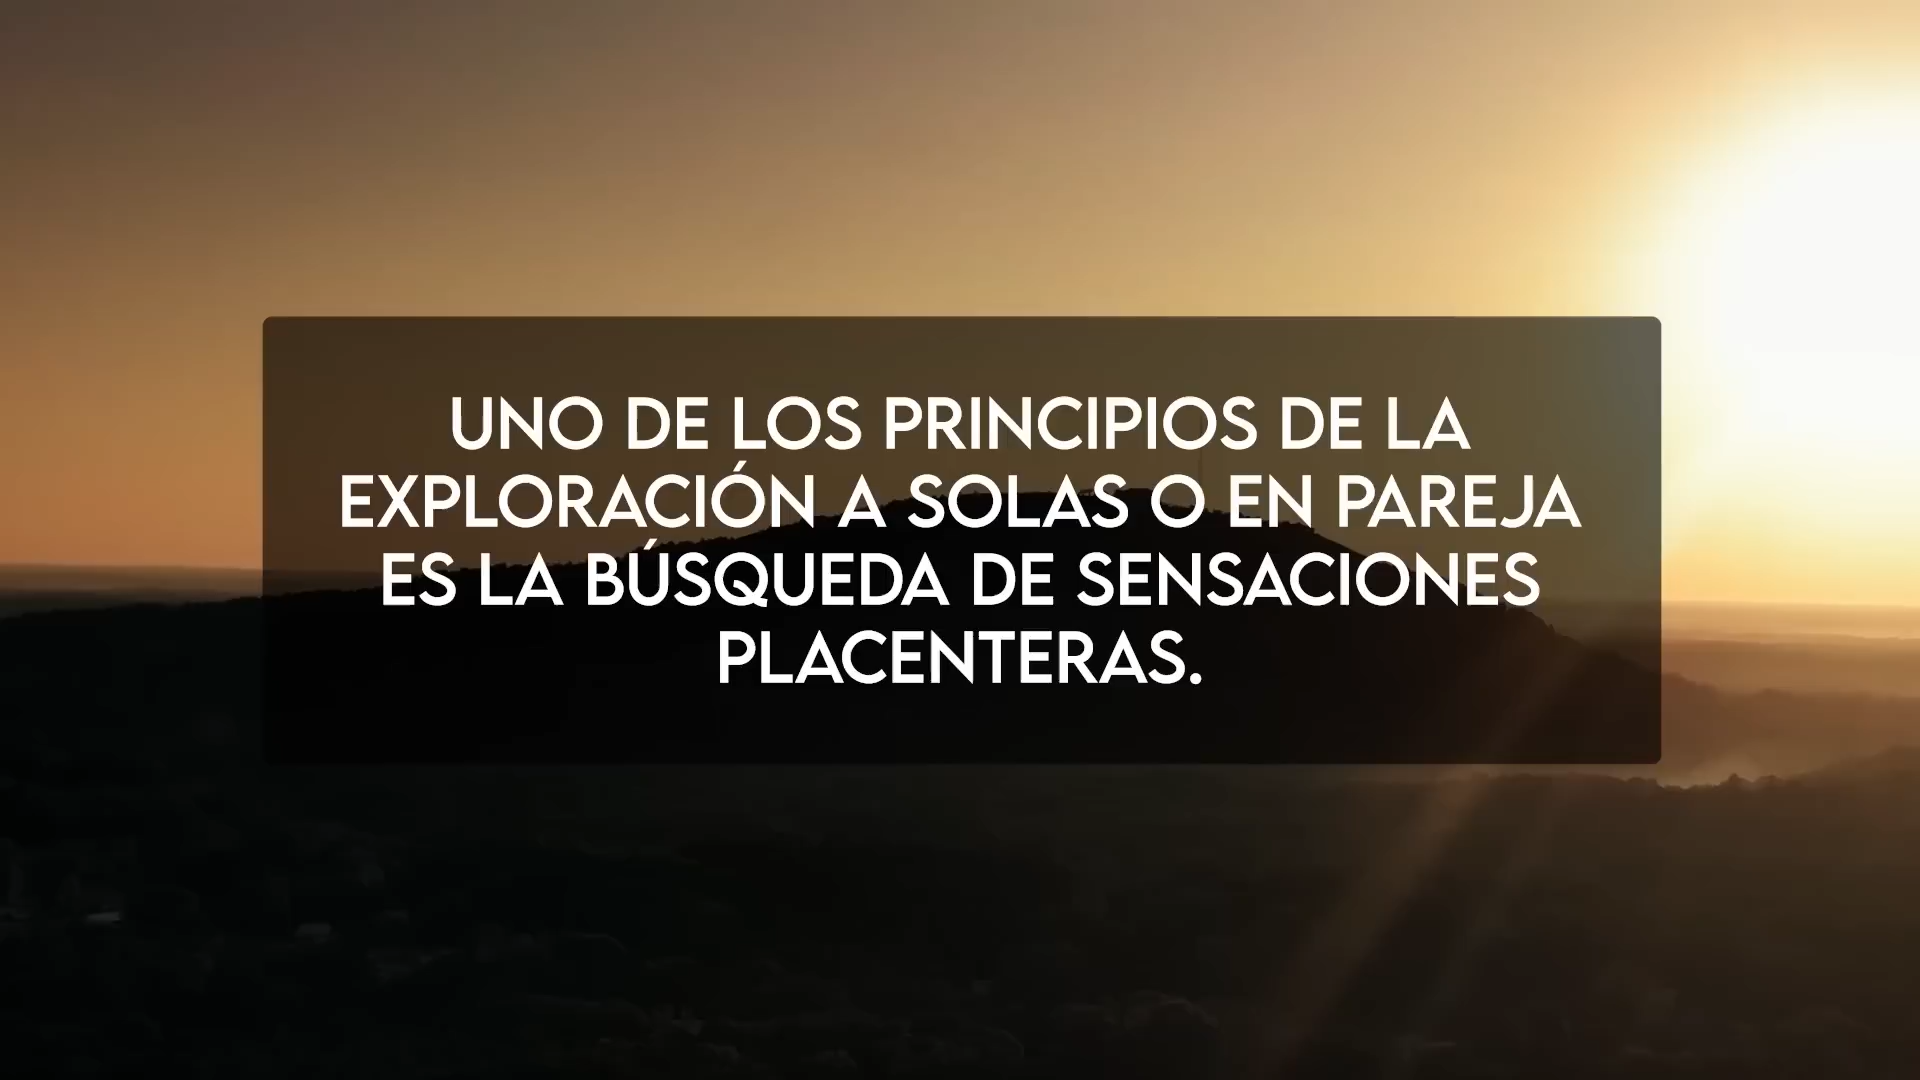 UNO DE LOS PRINCIPIOS DE LA
EXPLORACIÓN A SOLAS O EN PAREJA
ES LA BÚSQUEDA DE SENSACIONES
PLACENTERAS.